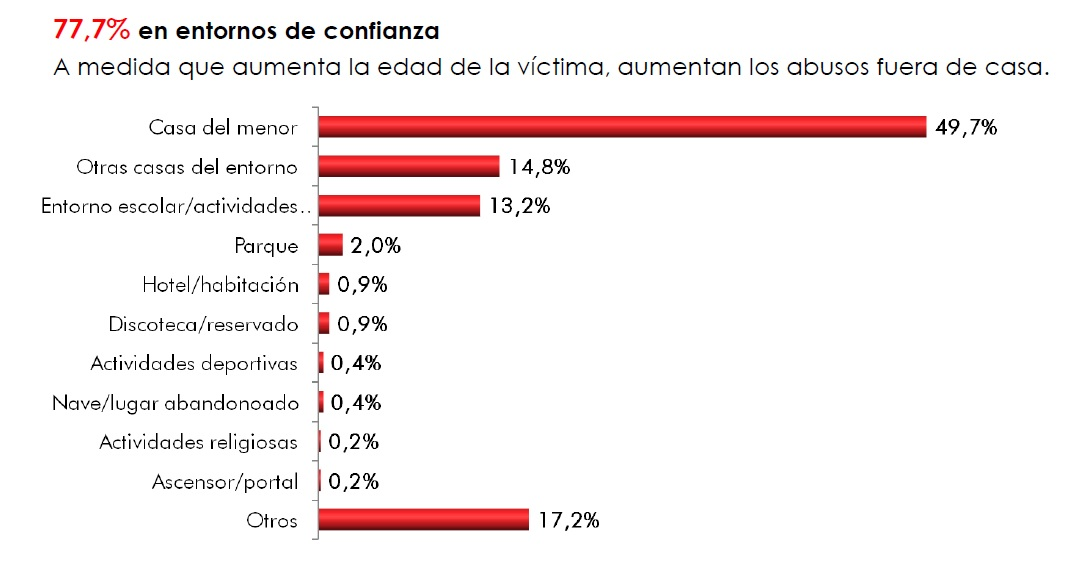 77,7% en entornos de confianza
A medida que aumenta la edad de la víctima, aumentan los abusos fuera de casa.
Casa del menor 49,7%
Otras casas del entorno 14,8%
Entorno escolar/actividades.. 13,2%
Parque 2,0%
Hotel/habitación 0,9%
Discoteca/reservado 0,9%
Actividades deportivas 0,4%
Nave/lugar abandonoado 0,4%
Actividades religiosas 0,2%
Ascensor/portal 0,2%
Otros 17,2%